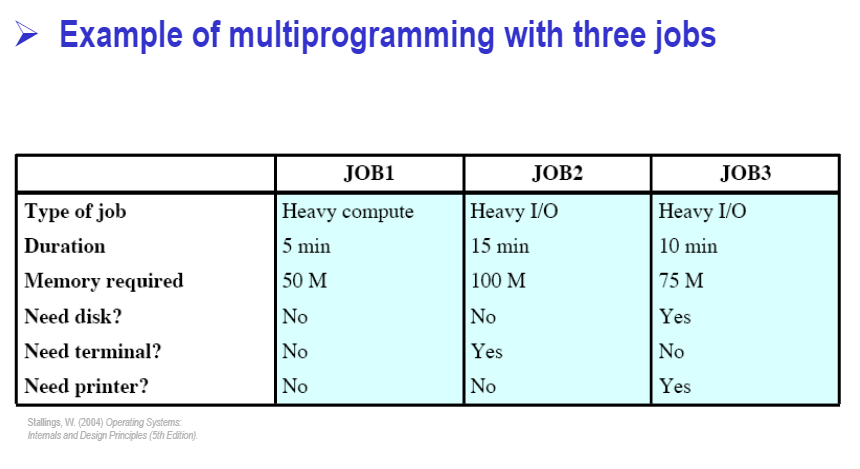 Example of multiprogramming with three jobs
JOB1 JOB2 JOB3
Type of job Heavy compute Heavy I/O Heavy I/O
Duration 5 min 15 min 10 min
Memory required 50 M 100 M 75 M
Need disk? No No Yes
Need terminal? No Yes No
Need printer? No No Yes
Stallings, W. (2004) Operating Systems:
Internals and Design Principles (5th Edition).